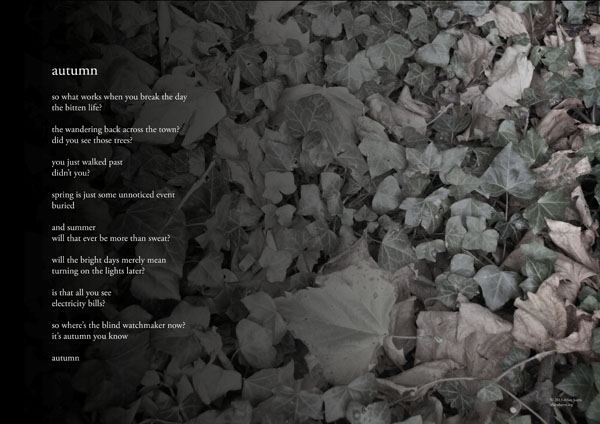 autumn
so what works when you break the day
the bitten life?
the wandering back across the town?
did you see those trees?
you just walked past
didn't you?
spring is just some unnoticed event
buried
and summer
will that ever be more than sweat?
will the bright days merely mean
turning on the lights later?
is that all you see
electricity bills?
so where's the blind watchmaker now?
it's autumn you know
autumn